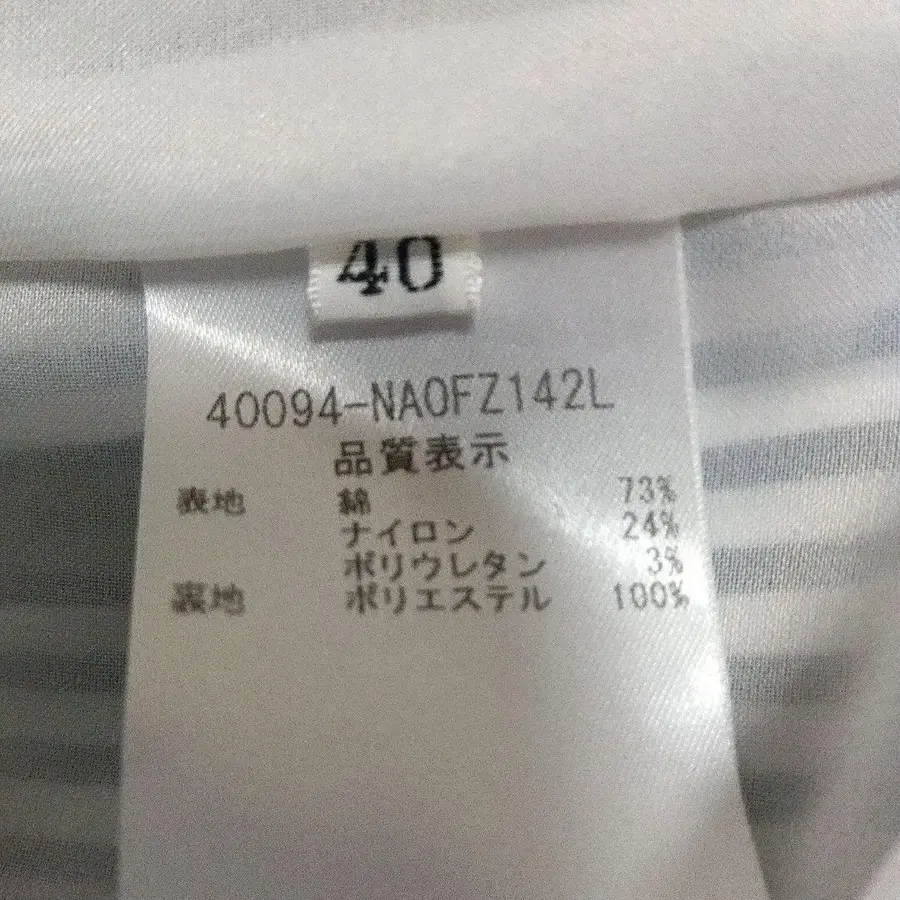 40
40094-NAOFZ142L
品質表示
表地 綿 73%
ナイロン 24%
ポリウレタン 3%
裏地 ポリエステル 100%